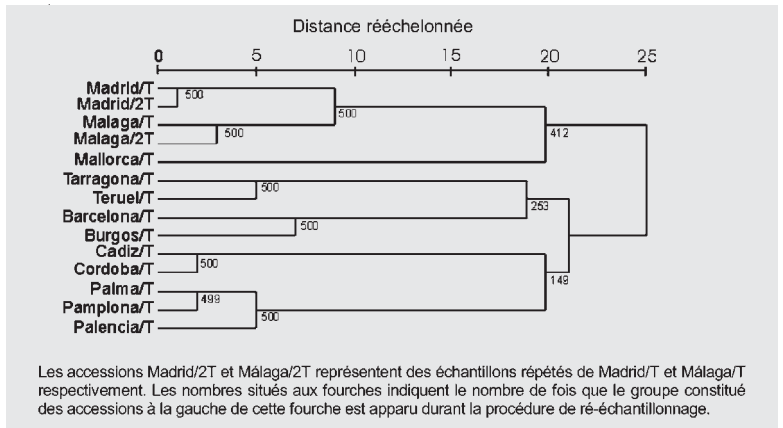 Distance rééchelonnée
0 5 10 15 20 25
Madrid/T
Madrid/2T
500
Malaga/T
500
Malaga/2T
500
412
Mallorca/T
Tarragona/T
Teruel/T
500
253
Barcelona/T
Burgos/T
500
Cadiz/T
Cordoba/T
500
149
Palma/T
Pamplona/T
499
Palencia/T
500
Les accessions Madrid/2T et Málaga/2T représentent des échantillons répétés de Madrid/T et Málaga/T
respectivement. Les nombres situés aux fourches indiquent le nombre de fois que le groupe constitué
des accessions à la gauche de cette fourche est apparu durant la procédure de ré-échantillonnage.